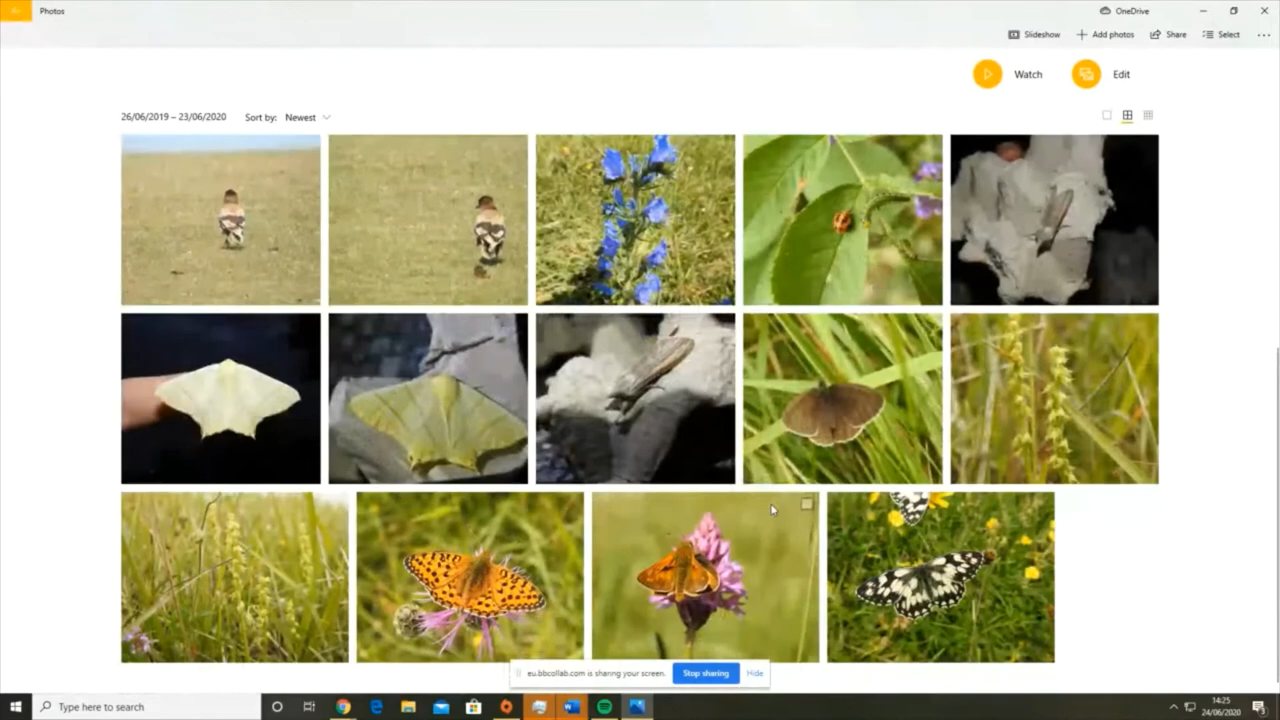 Photos
OneDrive
Slideshow
Add photos
Share
Select
Watch
Edit
26/06/2019 – 23/06/2020
Sort by: Newest
eu.bbcollab.com is sharing your screen.
Stop sharing
Hide
Type here to search
14:25
24/06/2020